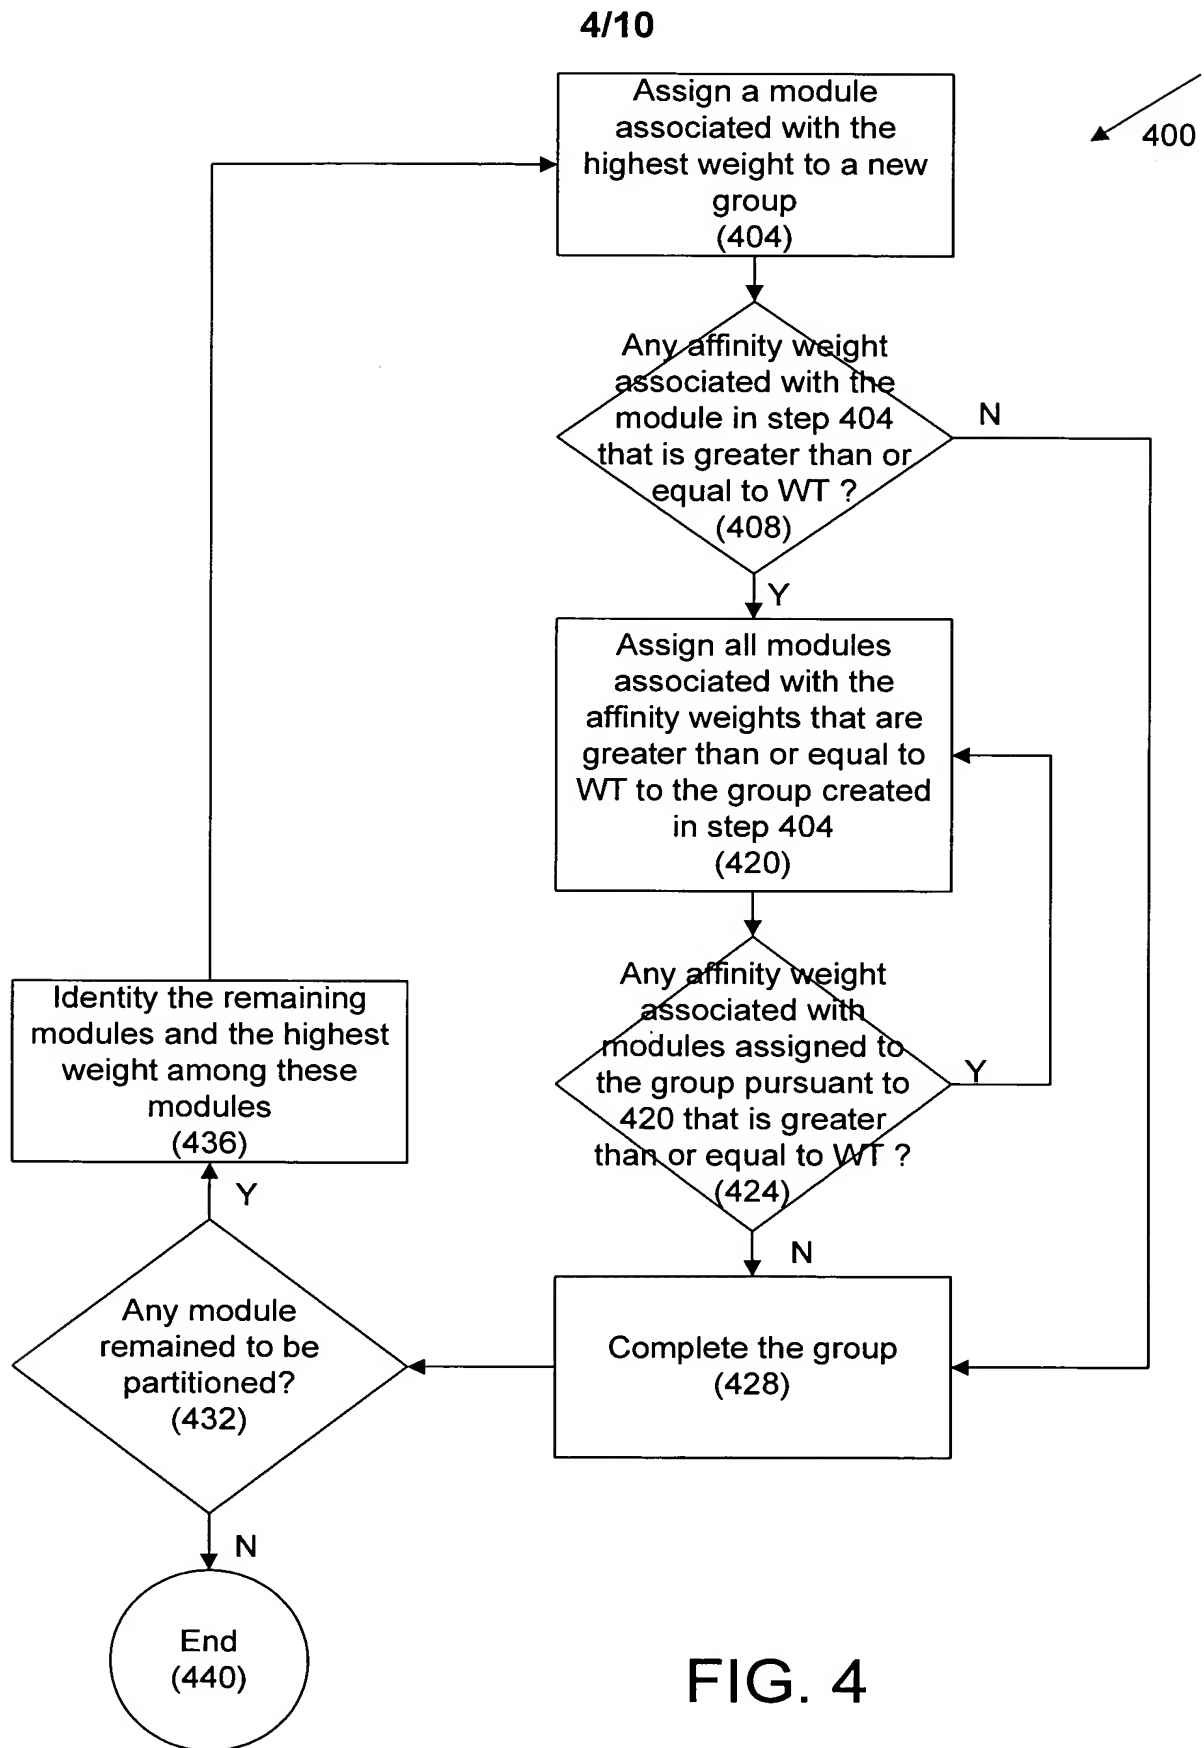 4/10
400
Assign a module
associated with the
highest weight to a new
group
(404)
Any affinity weight
associated with the
module in step 404
that is greater than or
equal to WT ?
(408)
N
Y
Assign all modules
associated with the
affinity weights that are
greater than or equal to
WT to the group created
in step 404
(420)
Any affinity weight
associated with
modules assigned to
the group pursuant to
420 that is greater
than or equal to WT ?
(424)
Y
N
Complete the group
(428)
Identity the remaining
modules and the highest
weight among these
modules
(436)
Y
Any module
remained to be
partitioned?
(432)
N
End
(440)
FIG. 4